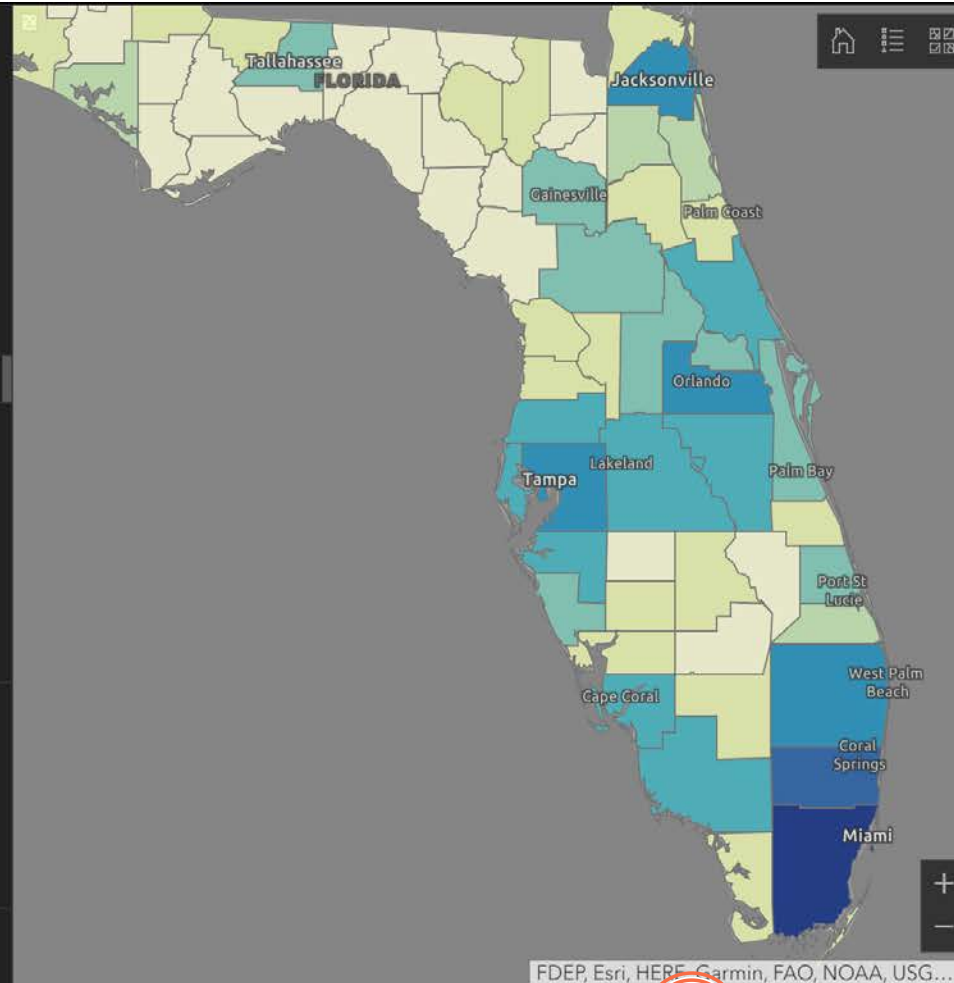 Tallahassee
FLORIDA
Jacksonville
Gainesville
Palm Coast
Orlando
Lakeland
Tampa
Palm Bay
Port St
Lucie
West Palm
Beach
Cape Coral
Coral
Springs
Miami
+
−
FDEP, Esri, HERE, Garmin, FAO, NOAA, USG...